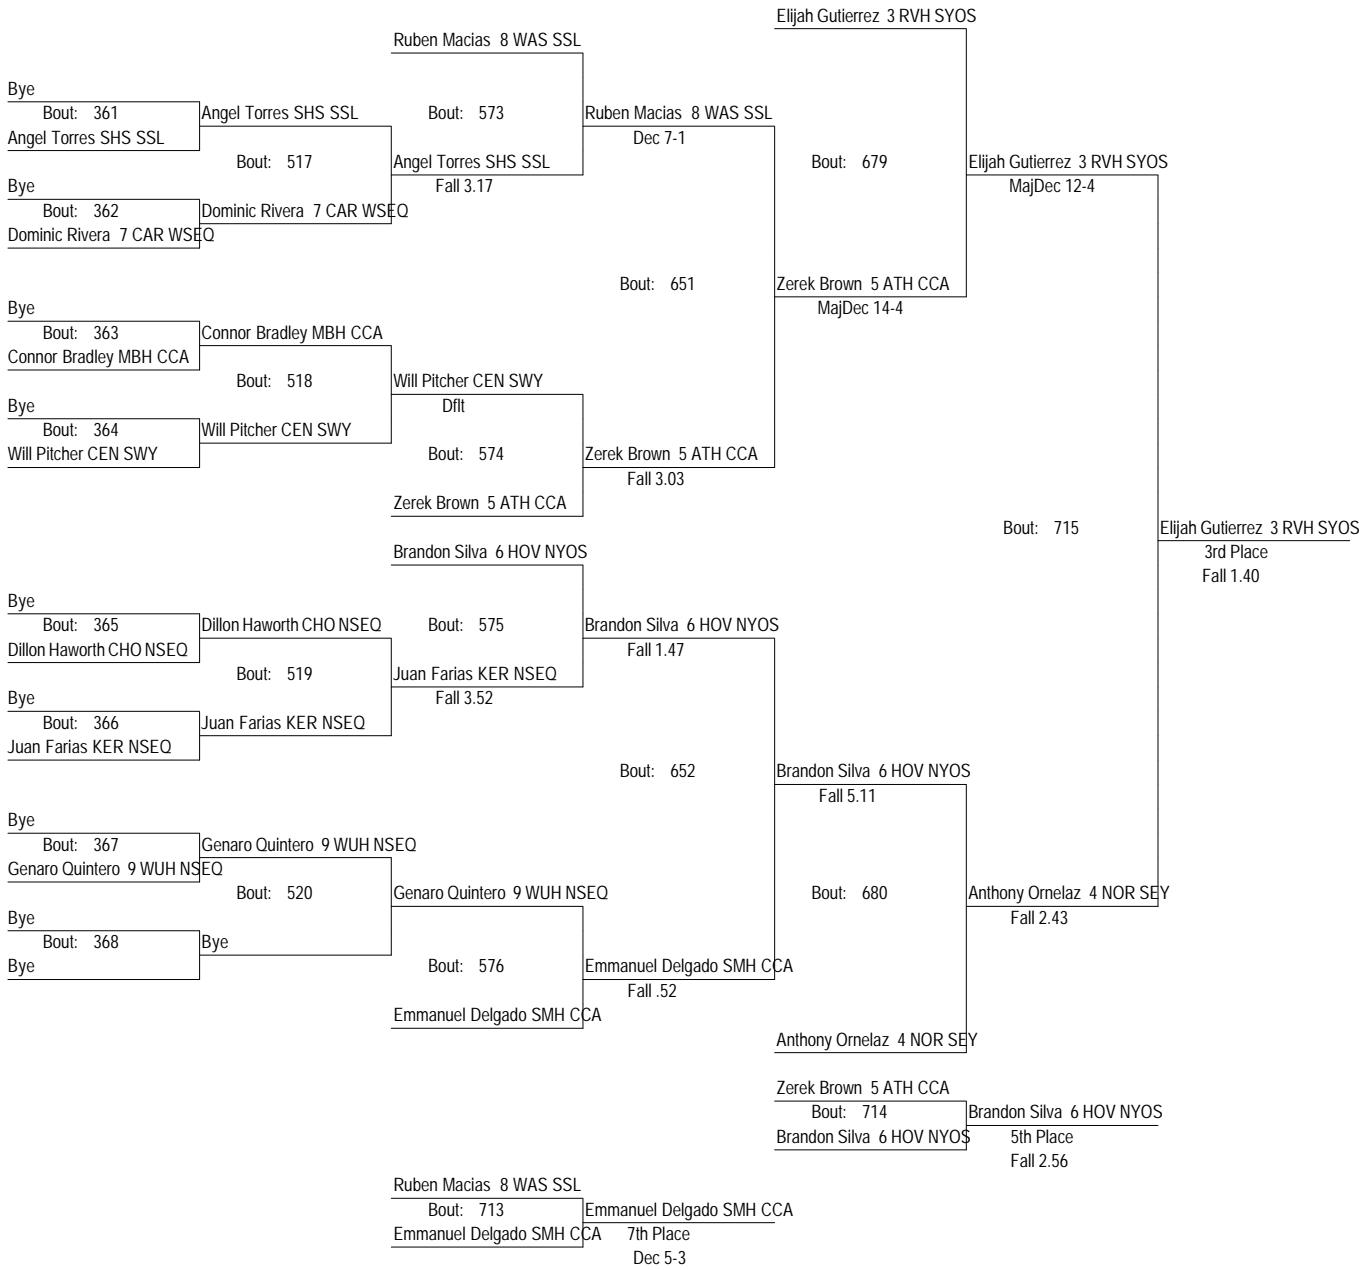 Elijah Gutierrez 3 RVH SYOS
Ruben Macias 8 WAS SSL
Bye
Bout: 361
Angel Torres SHS SSL
Angel Torres SHS SSL
Bout: 573
Ruben Macias 8 WAS SSL
Dec 7-1
Bout: 517
Angel Torres SHS SSL
Fall 3.17
Bout: 679
Elijah Gutierrez 3 RVH SYOS
MajDec 12-4
Bye
Bout: 362
Dominic Rivera 7 CAR WSEQ
Dominic Rivera 7 CAR WSEQ
Bout: 651
Zerek Brown 5 ATH CCA
MajDec 14-4
Bye
Bout: 363
Connor Bradley MBH CCA
Connor Bradley MBH CCA
Bout: 518
Will Pitcher CEN SWY
Dflt
Bye
Bout: 364
Will Pitcher CEN SWY
Will Pitcher CEN SWY
Bout: 574
Zerek Brown 5 ATH CCA
Fall 3.03
Zerek Brown 5 ATH CCA
Bout: 715
Elijah Gutierrez 3 RVH SYOS
3rd Place
Fall 1.40
Brandon Silva 6 HOV NYOS
Bye
Bout: 365
Dillon Haworth CHO NSEQ
Dillon Haworth CHO NSEQ
Bout: 575
Brandon Silva 6 HOV NYOS
Fall 1.47
Bout: 519
Juan Farias KER NSEQ
Fall 3.52
Bye
Bout: 366
Juan Farias KER NSEQ
Juan Farias KER NSEQ
Bout: 652
Brandon Silva 6 HOV NYOS
Fall 5.11
Bye
Bout: 367
Genaro Quintero 9 WUH NSEQ
Genaro Quintero 9 WUH NSEQ
Bout: 520
Genaro Quintero 9 WUH NSEQ
Bout: 680
Anthony Ornelaz 4 NOR SEY
Fall 2.43
Bye
Bout: 368
Bye
Bye
Bout: 576
Emmanuel Delgado SMH CCA
Fall .52
Emmanuel Delgado SMH CCA
Anthony Ornelaz 4 NOR SEY
Zerek Brown 5 ATH CCA
Bout: 714
Brandon Silva 6 HOV NYOS
Brandon Silva 6 HOV NYOS
5th Place
Fall 2.56
Ruben Macias 8 WAS SSL
Bout: 713
Emmanuel Delgado SMH CCA
Emmanuel Delgado SMH CCA
7th Place
Dec 5-3